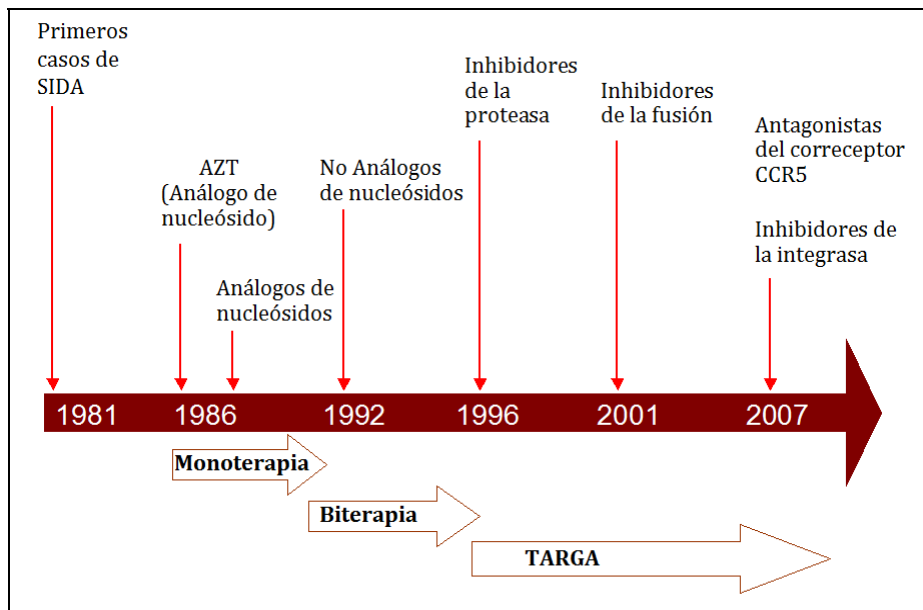 Primeros
casos de
SIDA
AZT
(Análogo de
nucleósido)
Análogos de
nucleósidos
No Análogos
de nucleósidos
Inhibidores
de la
proteasa
Inhibidores
de la fusión
Antagonistas
del correceptor
CCR5
Inhibidores de
la integrasa
1981
1986
1992
1996
2001
2007
Monoterapia
Biterapia
TARGA